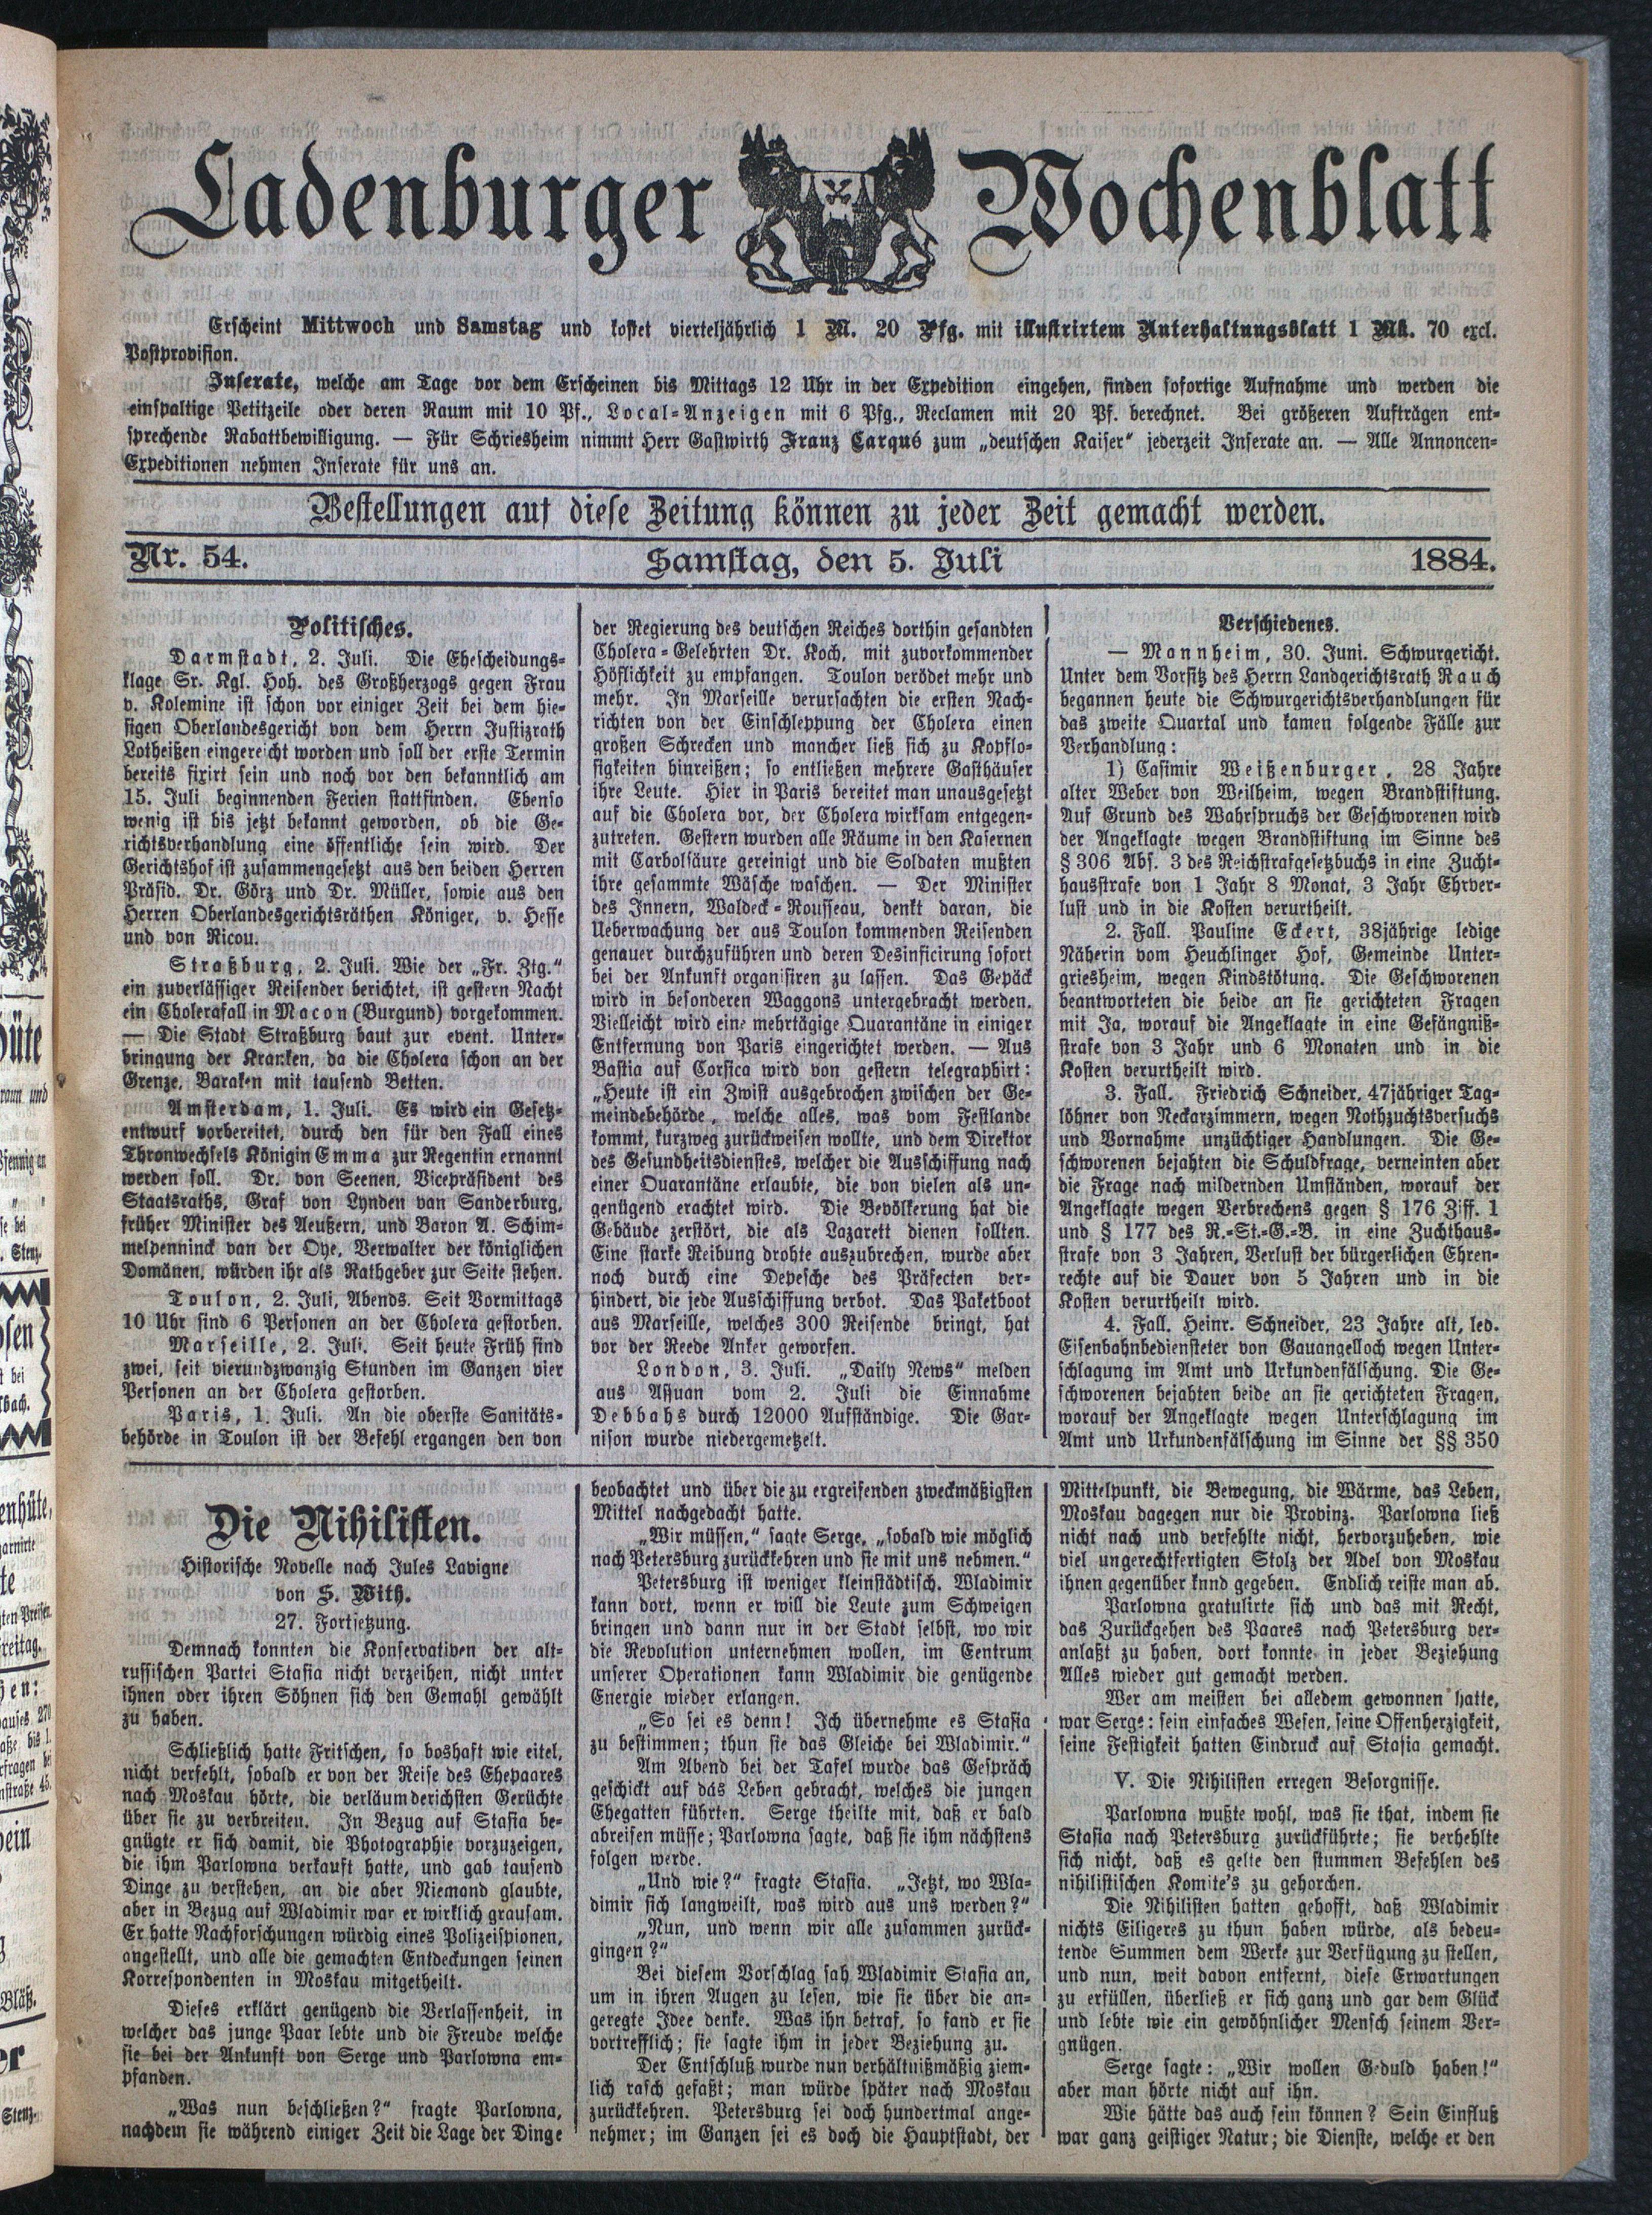 Ladenburger Wochenblatt
Erscheint Mittwoch und Samstag und kostet vierteljährlich 1 M. 20 Pfg. mit illustrirtem Unterhaltungsblatt 1 Mk. 70 excl.
Postprovision.
Inserate, welche am Tage vor dem Erscheinen bis Mittags 12 Uhr in der Expedition eingehen, finden sofortige Aufnahme und werden die
einspaltige Petitzeile oder deren Raum mit 10 Pf., Local-Anzeigen mit 6 Pfg., Reclamen mit 20 Pf. berechnet. Bei größeren Aufträgen ent-
sprechende Rabattbewilligung. — Für Schriesheim nimmt Herr Gastwirth Franz Carqué zum „deutschen Kaiser" jederzeit Inserate an. — Alle Annoncen-
Expeditionen nehmen Inserate für uns an.
Bestellungen auf diese Zeitung können zu jeder Zeit gemacht werden.
Nr. 54. Samstag, den 5. Juli 1884.
Politisches.
Darmstadt, 2. Juli. Die Ehescheidungs-
klage Sr. Kgl. Hoh. des Großherzogs gegen Frau
v. Kolemine ist schon vor einiger Zeit bei dem hie-
sigen Oberlandesgericht von dem Herrn Justizrath
Lotheißen eingereicht worden und soll der erste Termin
bereits fixirt sein und noch vor den bekanntlich am
15. Juli beginnenden Ferien stattfinden. Ebenso
wenig ist bis jetzt bekannt geworden, ob die Ge-
richtsverhandlung eine öffentliche sein wird. Der
Gerichtshof ist zusammengesetzt aus den beiden Herren
Präsid. Dr. Görz und Dr. Müller, sowie aus den
Herren Oberlandesgerichtsräthen Königer, v. Hesse
und von Ricou.
Straßburg, 2. Juli. Wie der „Fr. Ztg."
ein zuverlässiger Reisender berichtet, ist gestern Nacht
ein Cholerafall in Macon (Burgund) vorgekommen.
— Die Stadt Straßburg baut zur event. Unter-
bringung der Kranken, da die Cholera schon an der
Grenze, Baraken mit tausend Betten.
Amsterdam, 1. Juli. Es wird ein Gesetz-
entwurf vorbereitet, durch den für den Fall eines
Thronwechsels Königin Emma zur Regentin ernannt
werden soll. Dr. von Seenen, Vicepräsident des
Staatsraths, Graf von Lynden van Sanderburg,
früher Minister des Aeußern, und Baron A. Schim-
melpenninck van der Oye, Verwalter der königlichen
Domänen, würden ihr als Rathgeber zur Seite stehen.
Toulon, 2. Juli, Abends. Seit Vormittags
10 Uhr sind 6 Personen an der Cholera gestorben.
Marseille, 2. Juli. Seit heute Früh sind
zwei, seit vierundzwanzig Stunden im Ganzen vier
Personen an der Cholera gestorben.
Paris, 1. Juli. An die oberste Sanitäts-
behörde in Toulon ist der Befehl ergangen den von
der Regierung des deutschen Reiches dorthin gesandten
Cholera-Gelehrten Dr. Koch, mit zuvorkommender
Höflichkeit zu empfangen. Toulon verödet mehr und
mehr. In Marseille verursachten die ersten Nach-
richten von der Einschleppung der Cholera einen
großen Schrecken und mancher ließ sich zu Kopflo-
sigkeiten hinreißen; so entließen mehrere Gasthäuser
ihre Leute. Hier in Paris bereitet man unausgesetzt
auf die Cholera vor, der Cholera wirksam entgegen-
zutreten. Gestern wurden alle Räume in den Kasernen
mit Carbolsäure gereinigt und die Soldaten mußten
ihre gesammte Wäsche waschen. — Der Minister
des Innern, Waldeck-Rousseau, denkt daran, die
Ueberwachung der aus Toulon kommenden Reisenden
genauer durchzuführen und deren Desinficirung sofort
bei der Ankunft organisiren zu lassen. Das Gepäck
wird in besonderen Waggons untergebracht werden.
Vielleicht wird eine mehrtägige Quarantäne in einiger
Entfernung von Paris eingerichtet werden. — Aus
Bastia auf Corsica wird von gestern telegraphirt:
„Heute ist ein Zwist ausgebrochen zwischen der Ge-
meindebehörde, welche alles, was vom Festlande
kommt, kurzweg zurückweisen wollte, und dem Direktor
des Gesundheitsdienstes, welcher die Ausschiffung nach
einer Quarantäne erlaubte, die von vielen als un-
genügend erachtet wird. Die Bevölkerung hat die
Gebäude zerstört, die als Lazarett dienen sollten.
Eine starke Reibung drohte auszubrechen, wurde aber
noch durch eine Depesche des Präfecten ver-
hindert, die jede Ausschiffung verbot. Das Paketboot
aus Marseille, welches 300 Reisende bringt, hat
vor der Reede Anker geworfen.
London, 3. Juli. „Daily News" melden
aus Assuan vom 2. Juli die Einnahme
Debbahs durch 12000 Aufständige. Die Gar-
nison wurde niedergemetzelt.
Verschiedenes.
— Mannheim, 30. Juni. Schwurgericht.
Unter dem Vorsitz des Herrn Landgerichtsrath Rauch
begannen heute die Schwurgerichtsverhandlungen für
das zweite Quartal und kamen folgende Fälle zur
Verhandlung:
1) Casimir Weißenburger, 28 Jahre
alter Weber von Weilheim, wegen Brandstiftung.
Auf Grund des Wahrspruchs der Geschworenen wird
der Angeklagte wegen Brandstiftung im Sinne des
§ 306 Abs. 3 des Reichstrafgesetzbuchs in eine Zucht-
hausstrafe von 1 Jahr 8 Monat, 3 Jahr Ehrver-
lust und in die Kosten verurtheilt.
2. Fall. Pauline Eckert, 38jährige ledige
Näherin vom Heuchlinger Hof, Gemeinde Unter-
griesheim, wegen Kindstötung. Die Geschworenen
beantworteten die beide an sie gerichteten Fragen
mit Ja, worauf die Angeklagte in eine Gefängniß-
strafe von 3 Jahr und 6 Monaten und in die
Kosten verurtheilt wird.
3. Fall. Friedrich Schneider, 47jähriger Tag-
löhner von Neckarzimmern, wegen Nothzuchtsversuchs
und Vornahme unzüchtiger Handlungen. Die Ge-
schworenen bejahten die Schuldfrage, verneinten aber
die Frage nach mildernden Umständen, worauf der
Angeklagte wegen Verbrechens gegen § 176 Ziff. 1
und § 177 des R.-St.-G.-B. in eine Zuchthaus-
strafe von 3 Jahren, Verlust der bürgerlichen Ehren-
rechte auf die Dauer von 5 Jahren und in die
Kosten verurtheilt wird.
4. Fall. Heinr. Schneider, 23 Jahre alt, led.
Eisenbahnbediensteter von Gauangelloch wegen Unter-
schlagung im Amt und Urkundenfälschung. Die Ge-
schworenen bejahten beide an sie gerichteten Fragen,
worauf der Angeklagte wegen Unterschlagung im
Amt und Urkundenfälschung im Sinne der §§ 350
Die Nihilisten.
Historische Novelle nach Jules Lavigne
von S. With.
27. Fortsetzung.
Demnach konnten die Konservativen der alt-
russischen Partei Stasia nicht verzeihen, nicht unter
ihnen oder ihren Söhnen sich den Gemahl gewählt
zu haben.
Schließlich hatte Fritschen, so boshaft wie eitel,
nicht verfehlt, sobald er von der Reise des Ehepaares
nach Moskau hörte, die verläumderichsten Gerüchte
über sie zu verbreiten. In Bezug auf Stasia be-
gnügte er sich damit, die Photographie vorzuzeigen,
die ihm Parlowna verkauft hatte, und gab tausend
Dinge zu verstehen, an die aber Niemand glaubte,
aber in Bezug auf Wladimir war er wirklich grausam.
Er hatte Nachforschungen würdig eines Polizeispionen,
angestellt, und alle die gemachten Entdeckungen seinen
Korrespondenten in Moskau mitgetheilt.
Dieses erklärt genügend die Verlassenheit, in
welcher das junge Paar lebte und die Freude welche
sie bei der Ankunft von Serge und Parlowna em-
pfanden.
„Was nun beschließen?" fragte Parlowna,
nachdem sie während einiger Zeit die Lage der Dinge
beobachtet und über die zu ergreifenden zweckmäßigsten
Mittel nachgedacht hatte.
„Wir müssen," sagte Serge, „sobald wie möglich
nach Petersburg zurückkehren und sie mit uns nehmen."
Petersburg ist weniger kleinstädtisch. Wladimir
kann dort, wenn er will die Leute zum Schweigen
bringen und dann nur in der Stadt selbst, wo wir
die Revolution unternehmen wollen, im Centrum
unserer Operationen kann Wladimir die genügende
Energie wieder erlangen.
„So sei es denn! Ich übernehme es Stasia
zu bestimmen; thun sie das Gleiche bei Wladimir."
Am Abend bei der Tafel wurde das Gespräch
geschickt auf das Leben gebracht, welches die jungen
Ehegatten führten. Serge theilte mit, daß er bald
abreisen müsse; Parlowna sagte, daß sie ihm nächstens
folgen werde.
„Und wie?" fragte Stasia. „Jetzt, wo Wla-
dimir sich langweilt, was wird aus uns werden?"
„Nun, und wenn wir alle zusammen zurück-
gingen?"
Bei diesem Vorschlag sah Wladimir Stasia an,
um in ihren Augen zu lesen, wie sie über die an-
geregte Idee denke. Was ihn betraf, so fand er sie
vortrefflich; sie sagte ihm in jeder Beziehung zu.
Der Entschluß wurde nun verhältnißmäßig ziem-
lich rasch gefaßt; man würde später nach Moskau
zurückkehren. Petersburg sei doch hundertmal ange-
nehmer; im Ganzen sei es doch die Hauptstadt, der
Mittelpunkt, die Bewegung, die Wärme, das Leben,
Moskau dagegen nur die Provinz. Parlowna ließ
nicht nach und verfehlte nicht, hervorzuheben, wie
viel ungerechtfertigten Stolz der Adel von Moskau
ihnen gegenüber knnd gegeben. Endlich reiste man ab.
Parlowna gratulirte sich und das mit Recht,
das Zurückgehen des Paares nach Petersburg ver-
anlaßt zu haben, dort konnte in jeder Beziehung
Alles wieder gut gemacht werden.
Wer am meisten bei alledem gewonnen hatte,
war Serge: sein einfaches Wesen, seine Offenherzigkeit,
seine Festigkeit hatten Eindruck auf Stasia gemacht.
V. Die Nihilisten erregen Besorgnisse.
Parlowna wußte wohl, was sie that, indem sie
Stasia nach Petersburg zurückführte; sie verhehlte
sich nicht, daß es gelte den stummen Befehlen des
nihilistischen Komite's zu gehorchen.
Die Nihilisten hatten gehofft, daß Wladimir
nichts Eiligeres zu thun haben würde, als bedeu-
tende Summen dem Werke zur Verfügung zu stellen,
und nun, weit davon entfernt, diese Erwartungen
zu erfüllen, überließ er sich ganz und gar dem Glück
und lebte wie ein gewöhnlicher Mensch seinem Ver-
gnügen.
Serge sagte: „Wir wollen Geduld haben!"
aber man hörte nicht auf ihn.
Wie hätte das auch sein können? Sein Einfluß
war ganz geistiger Natur; die Dienste, welche er den